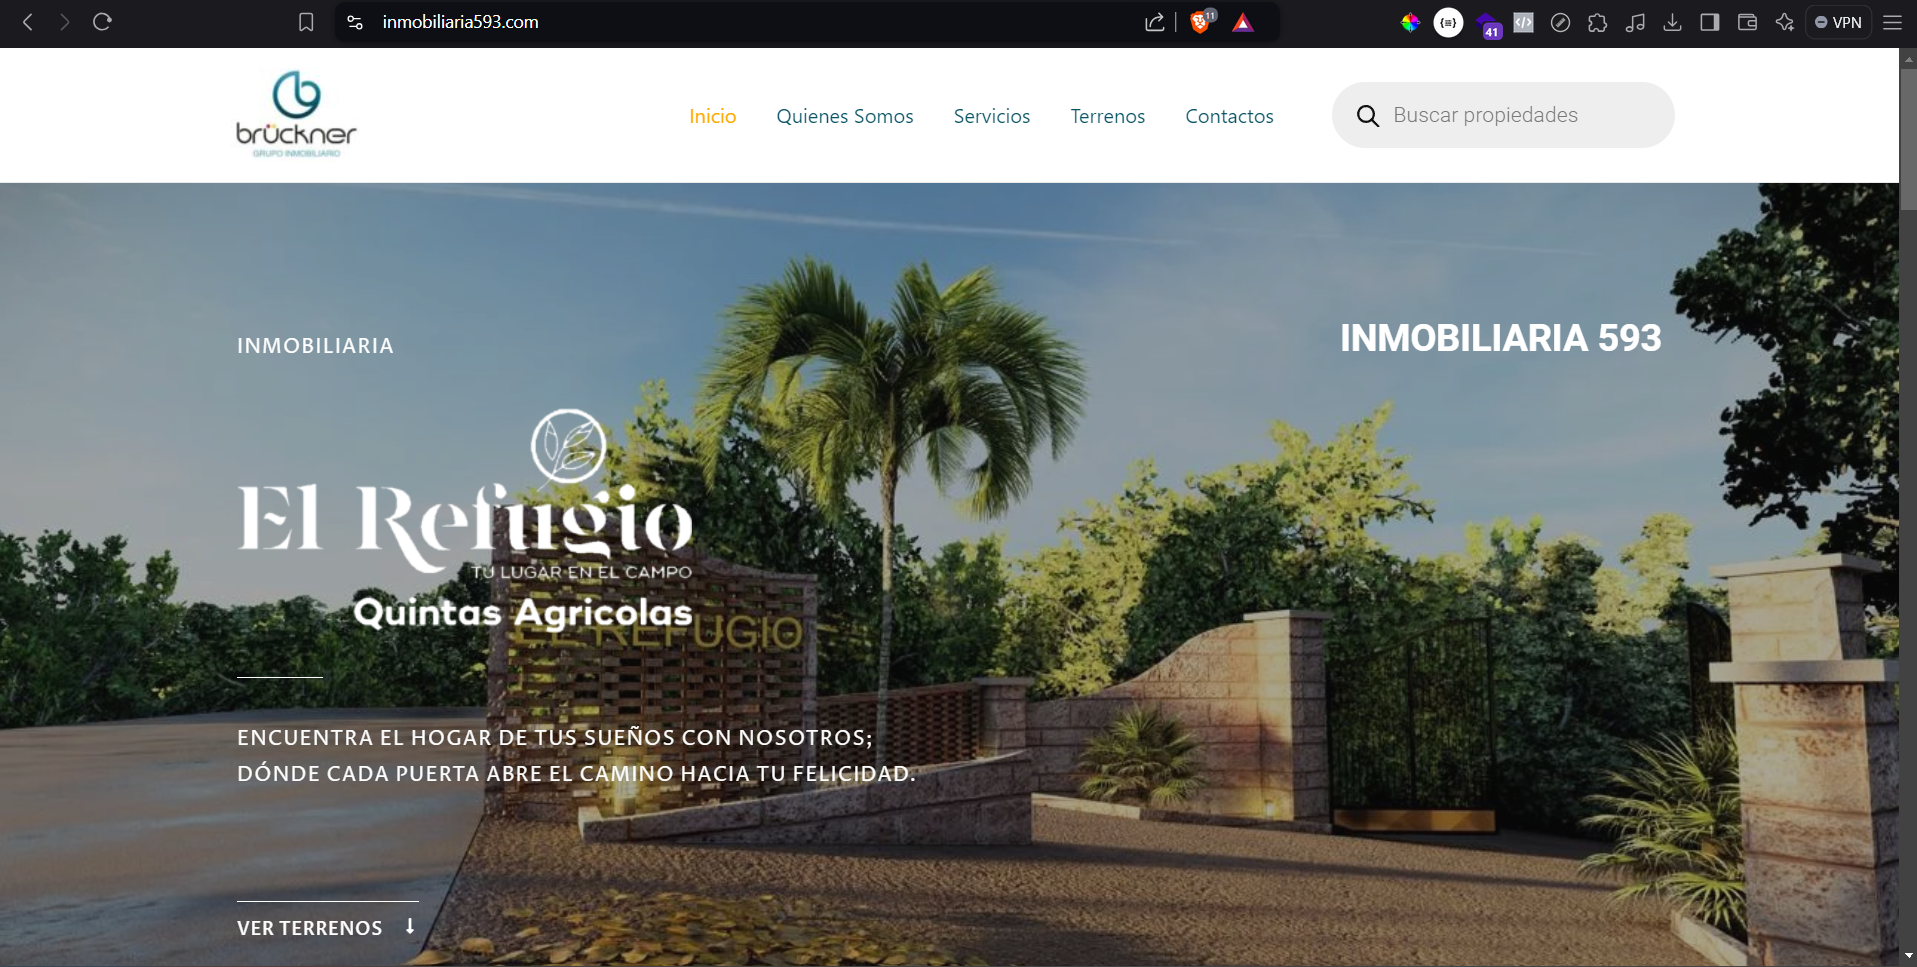 inmobiliaria593.com
11
41
VPN
brückner
GRUPO INMOBILIARIO
Inicio
Quienes Somos
Servicios
Terrenos
Contactos
Buscar propiedades
INMOBILIARIA
INMOBILIARIA 593
El Refugio
TU LUGAR EN EL CAMPO
Quintas Agricolas
EL REFUGIO
ENCUENTRA EL HOGAR DE TUS SUEÑOS CON NOSOTROS;
DÓNDE CADA PUERTA ABRE EL CAMINO HACIA TU FELICIDAD.
VER TERRENOS